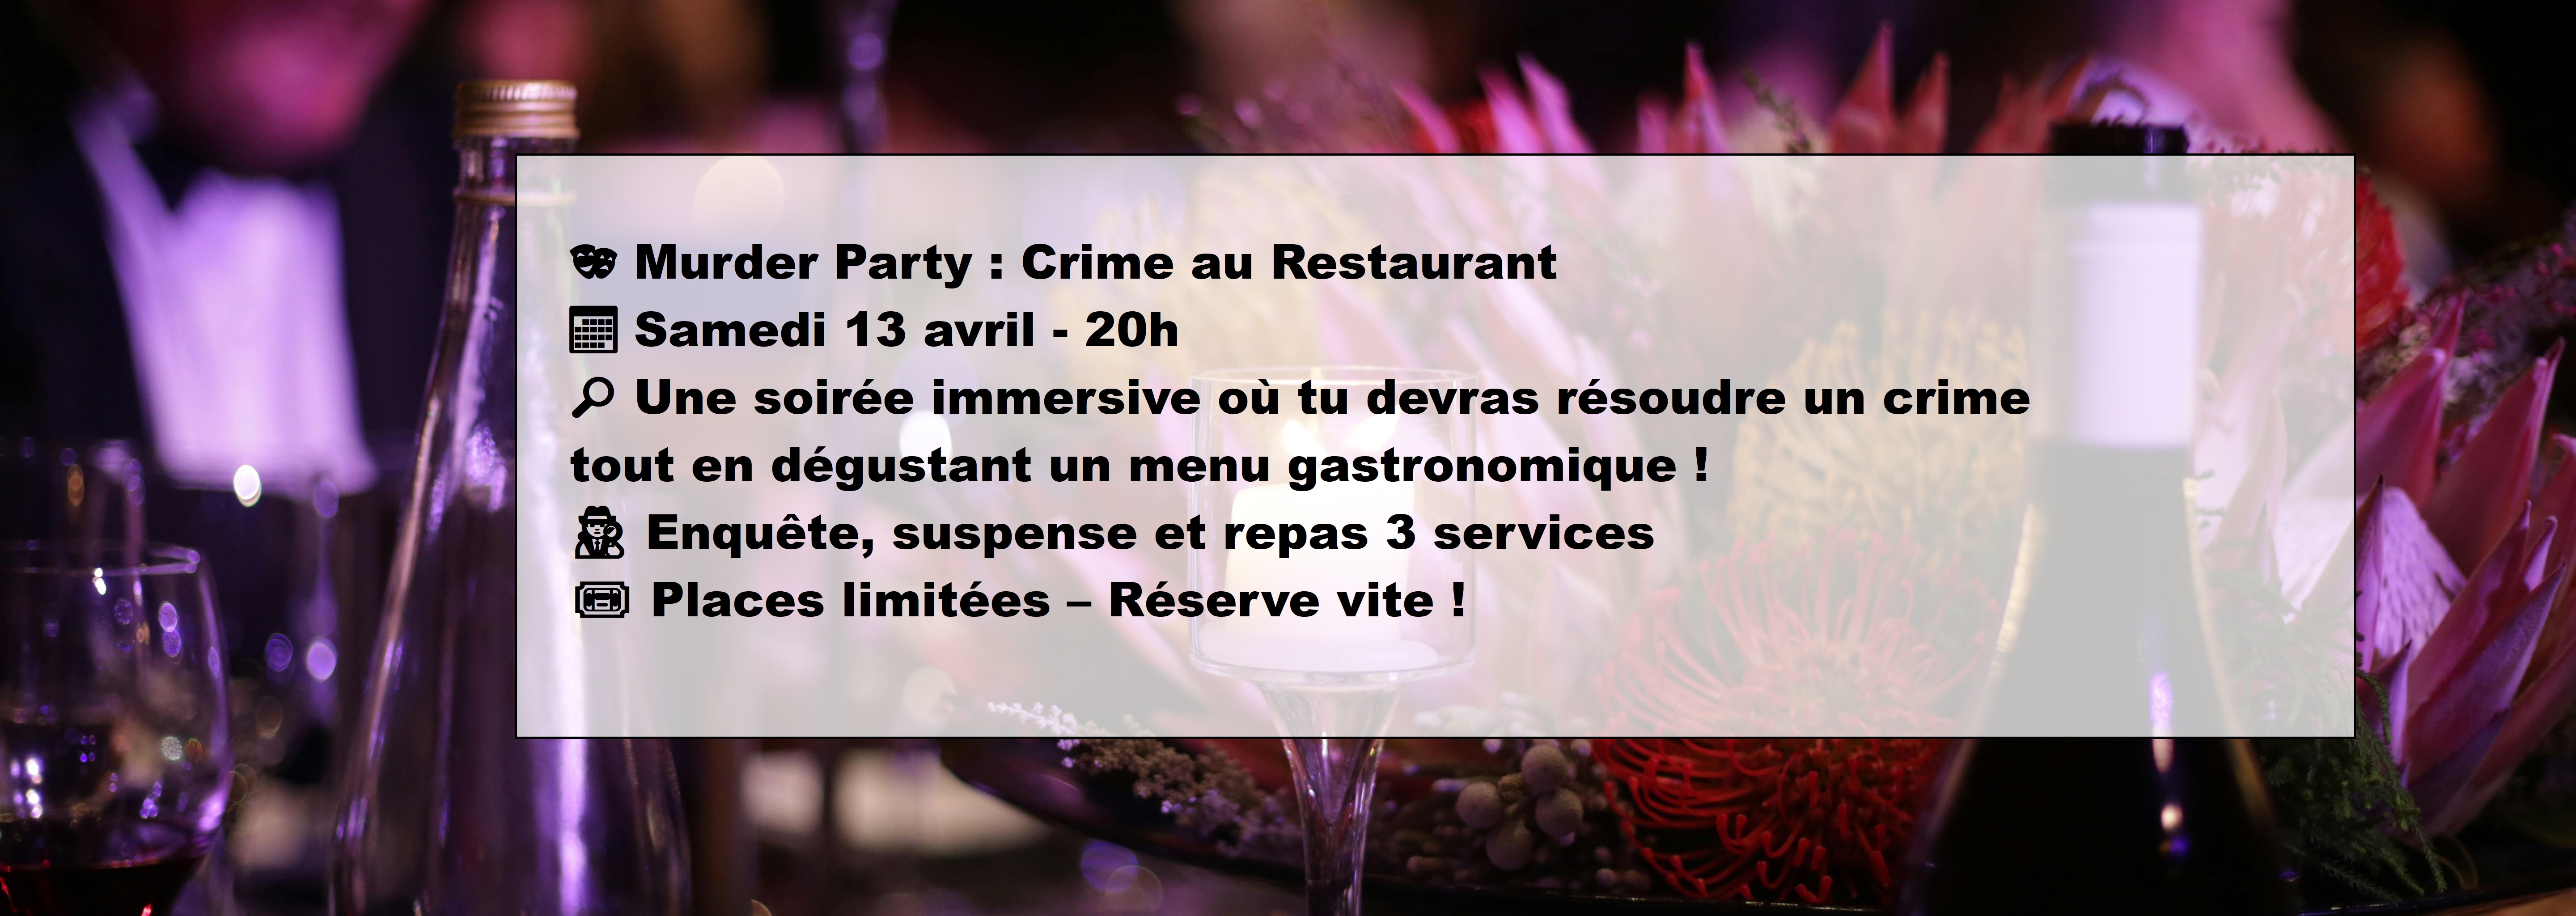 🎭 Murder Party : Crime au Restaurant
📅 Samedi 13 avril - 20h
🔎 Une soirée immersive où tu devras résoudre un crime
tout en dégustant un menu gastronomique !
🕵️ Enquête, suspense et repas 3 services
🎟️ Places limitées – Réserve vite !